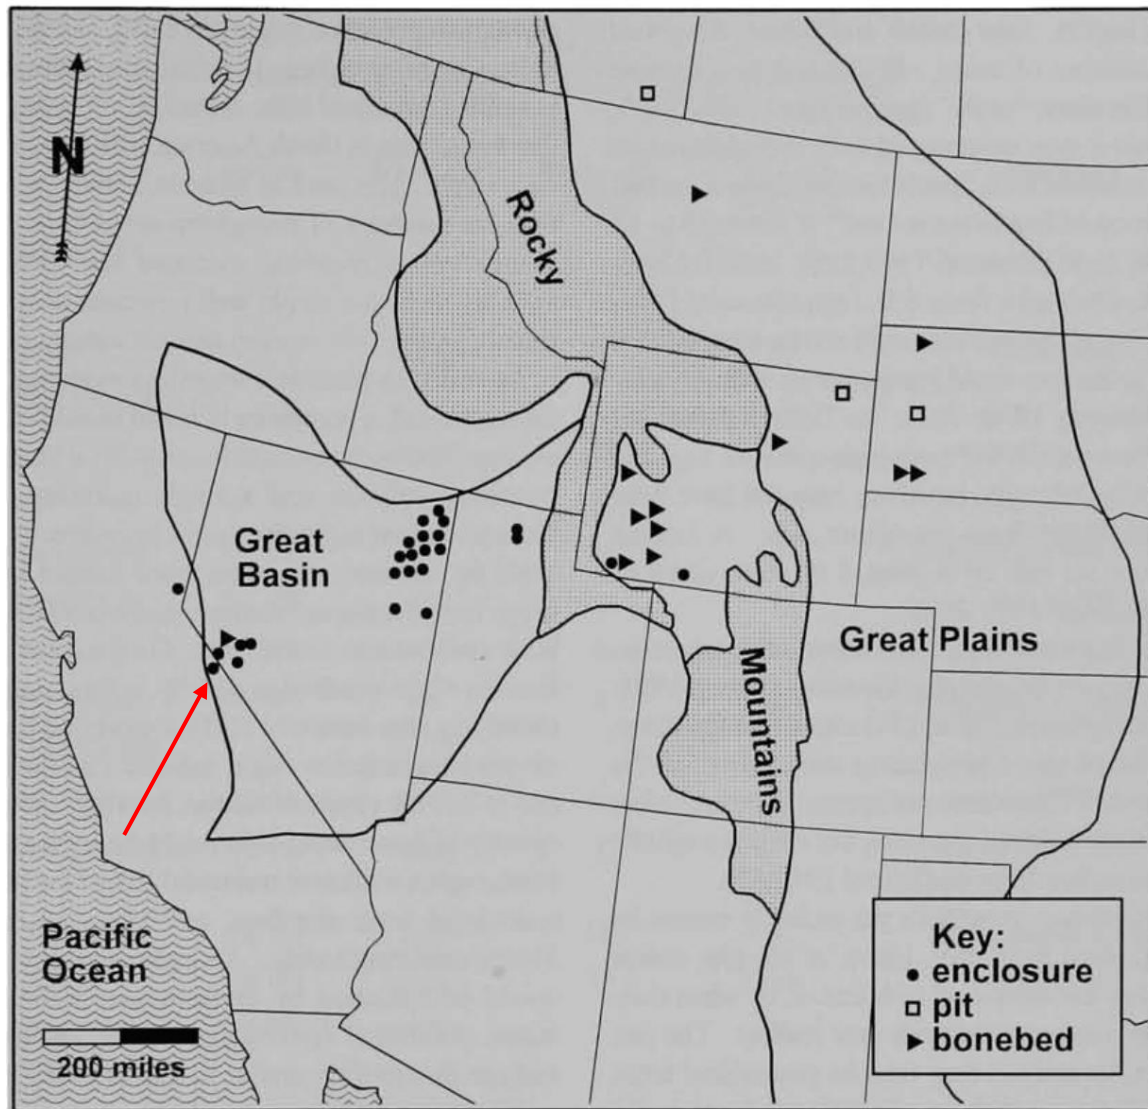 N
Rocky
Great
Basin
Great Plains
Mountains
Pacific
Ocean
200 miles
Key:
enclosure
pit
bonebed